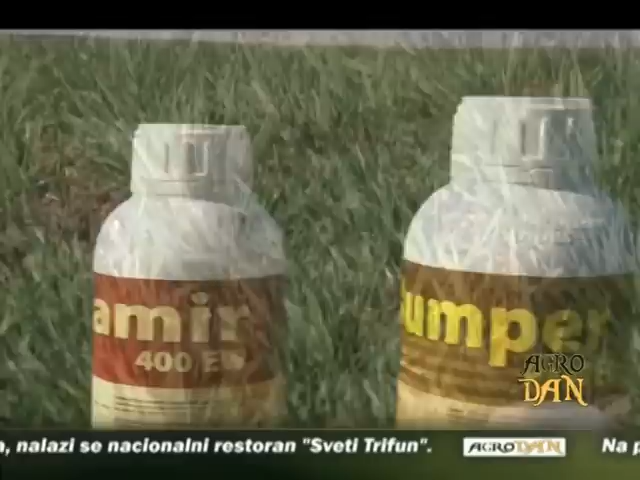 amir
400 EW
umper
AGRO
DAN
a, nalazi se nacionalni restoran "Sveti Trifun". AGRODAN Na p